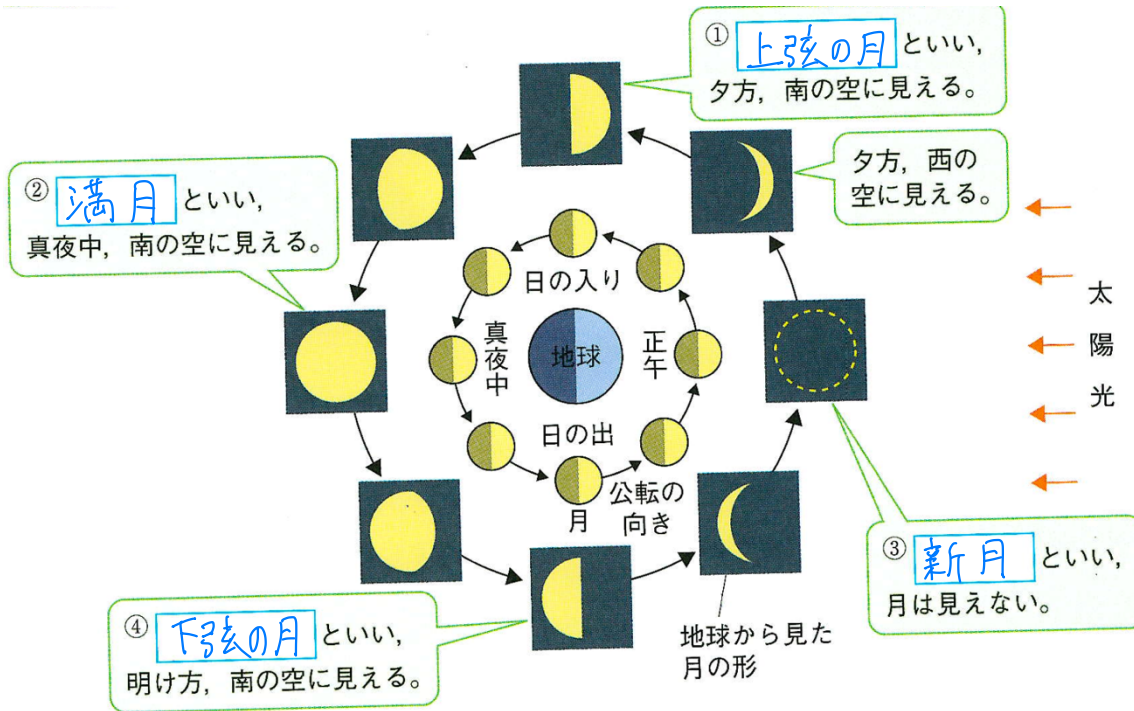 ① 上弦の月 といい,
夕方, 南の空に見える。
夕方, 西の
空に見える。
② 満月 といい,
真夜中, 南の空に見える。
日の入り
真夜中
地球
正午
日の出
月
公転の
向き
太陽光
③ 新月 といい,
月は見えない。
④ 下弦の月 といい,
明け方, 南の空に見える。
地球から見た
月の形